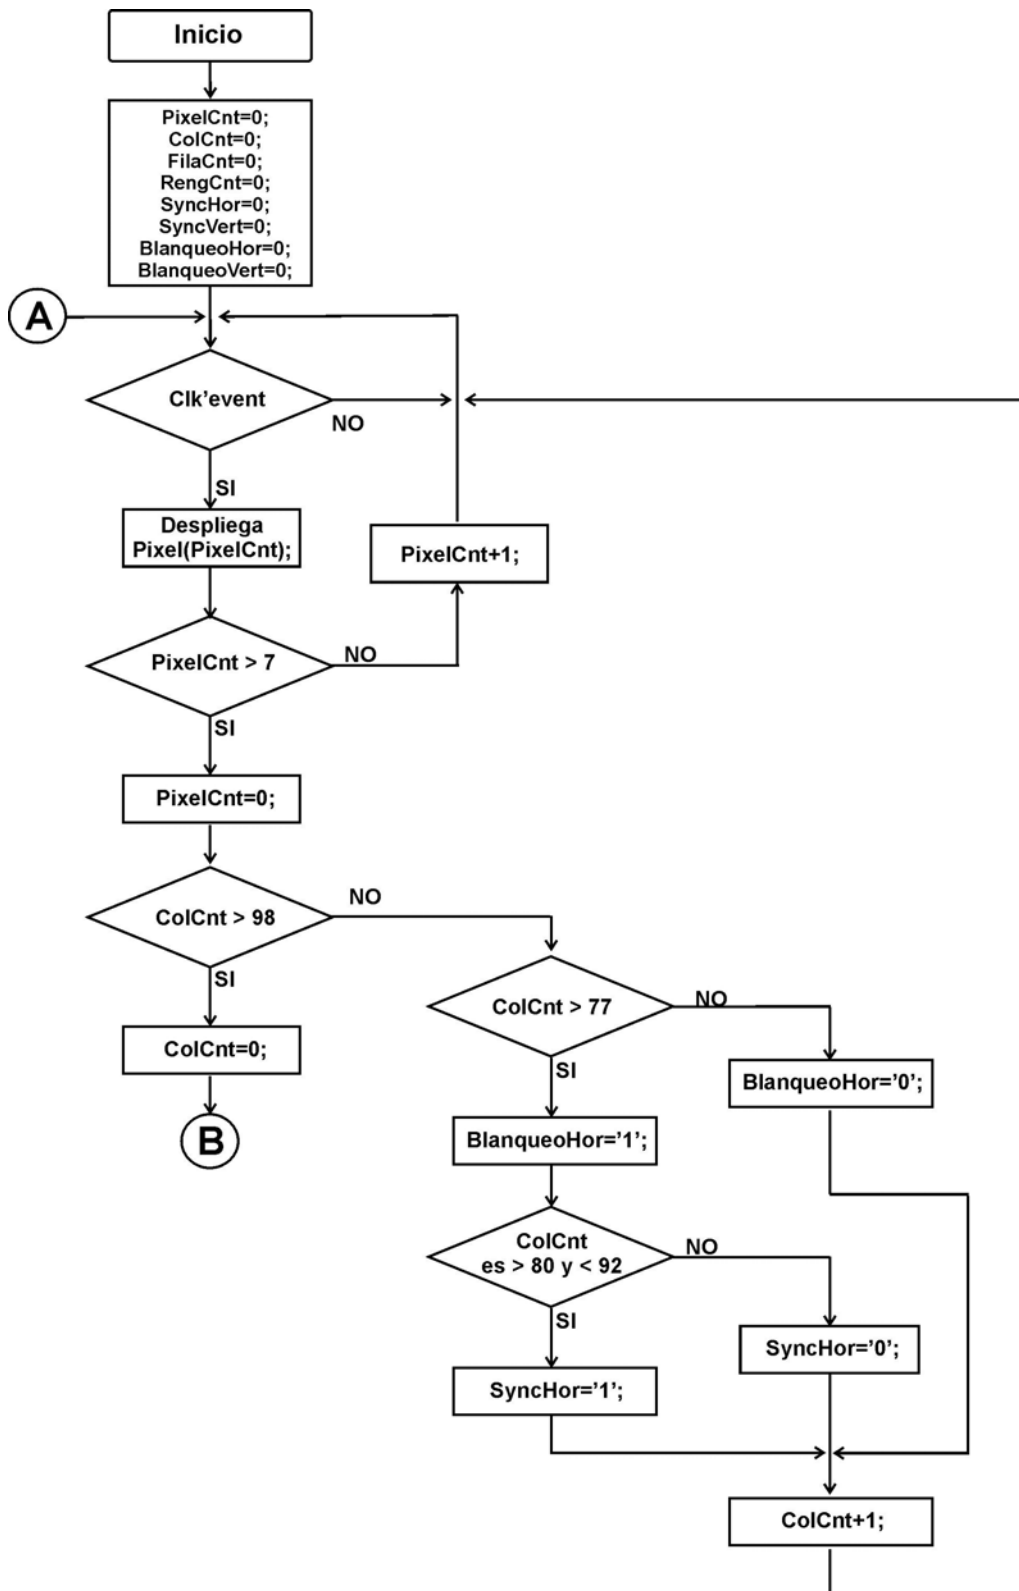 Inicio
PixelCnt=0;
ColCnt=0;
FilaCnt=0;
RengCnt=0;
SyncHor=0;
SyncVert=0;
BlanqueoHor=0;
BlanqueoVert=0;
A
Clk'event
NO
SI
Despliega
Pixel(PixelCnt);
PixelCnt+1;
PixelCnt > 7
NO
SI
PixelCnt=0;
ColCnt > 98
NO
SI
ColCnt=0;
B
ColCnt > 77
NO
SI
BlanqueoHor='0';
BlanqueoHor='1';
ColCnt
es > 80 y < 92
NO
SI
SyncHor='0';
SyncHor='1';
ColCnt+1;